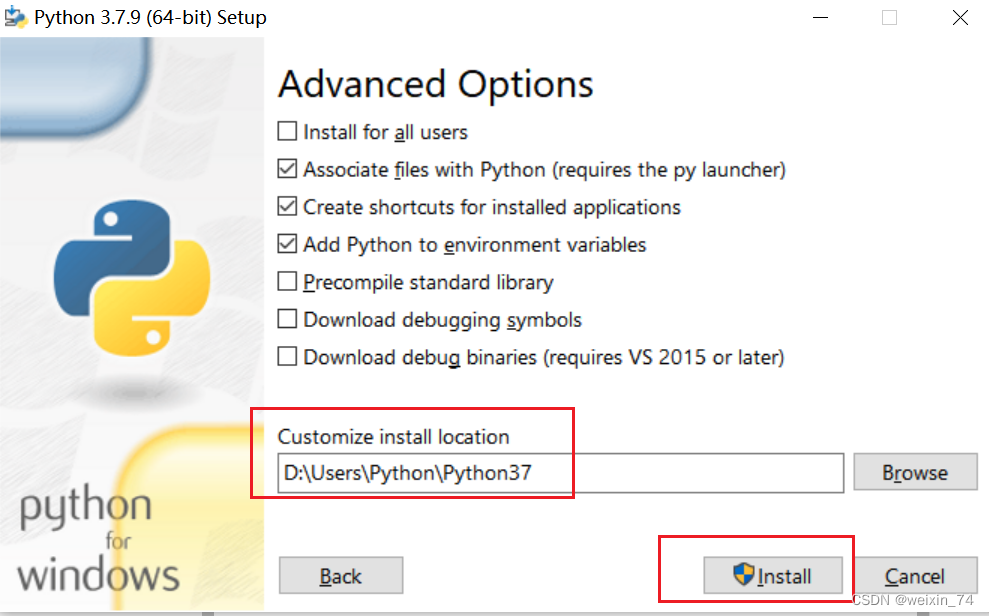 Python 3.7.9 (64-bit) Setup
Advanced Options
Install for all users
Associate files with Python (requires the py launcher)
Create shortcuts for installed applications
Add Python to environment variables
Precompile standard library
Download debugging symbols
Download debug binaries (requires VS 2015 or later)
Customize install location
D:\Users\Python\Python37
Browse
python
for
windows
Back
Install
Cancel
CSDN @weixin_74